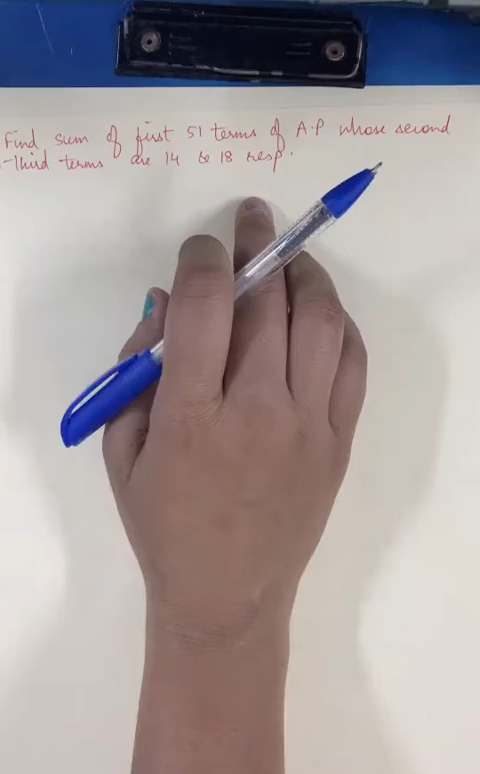 Find sum of first 51 terms of A.P whose second
Third terms are 14 & 18 resp.